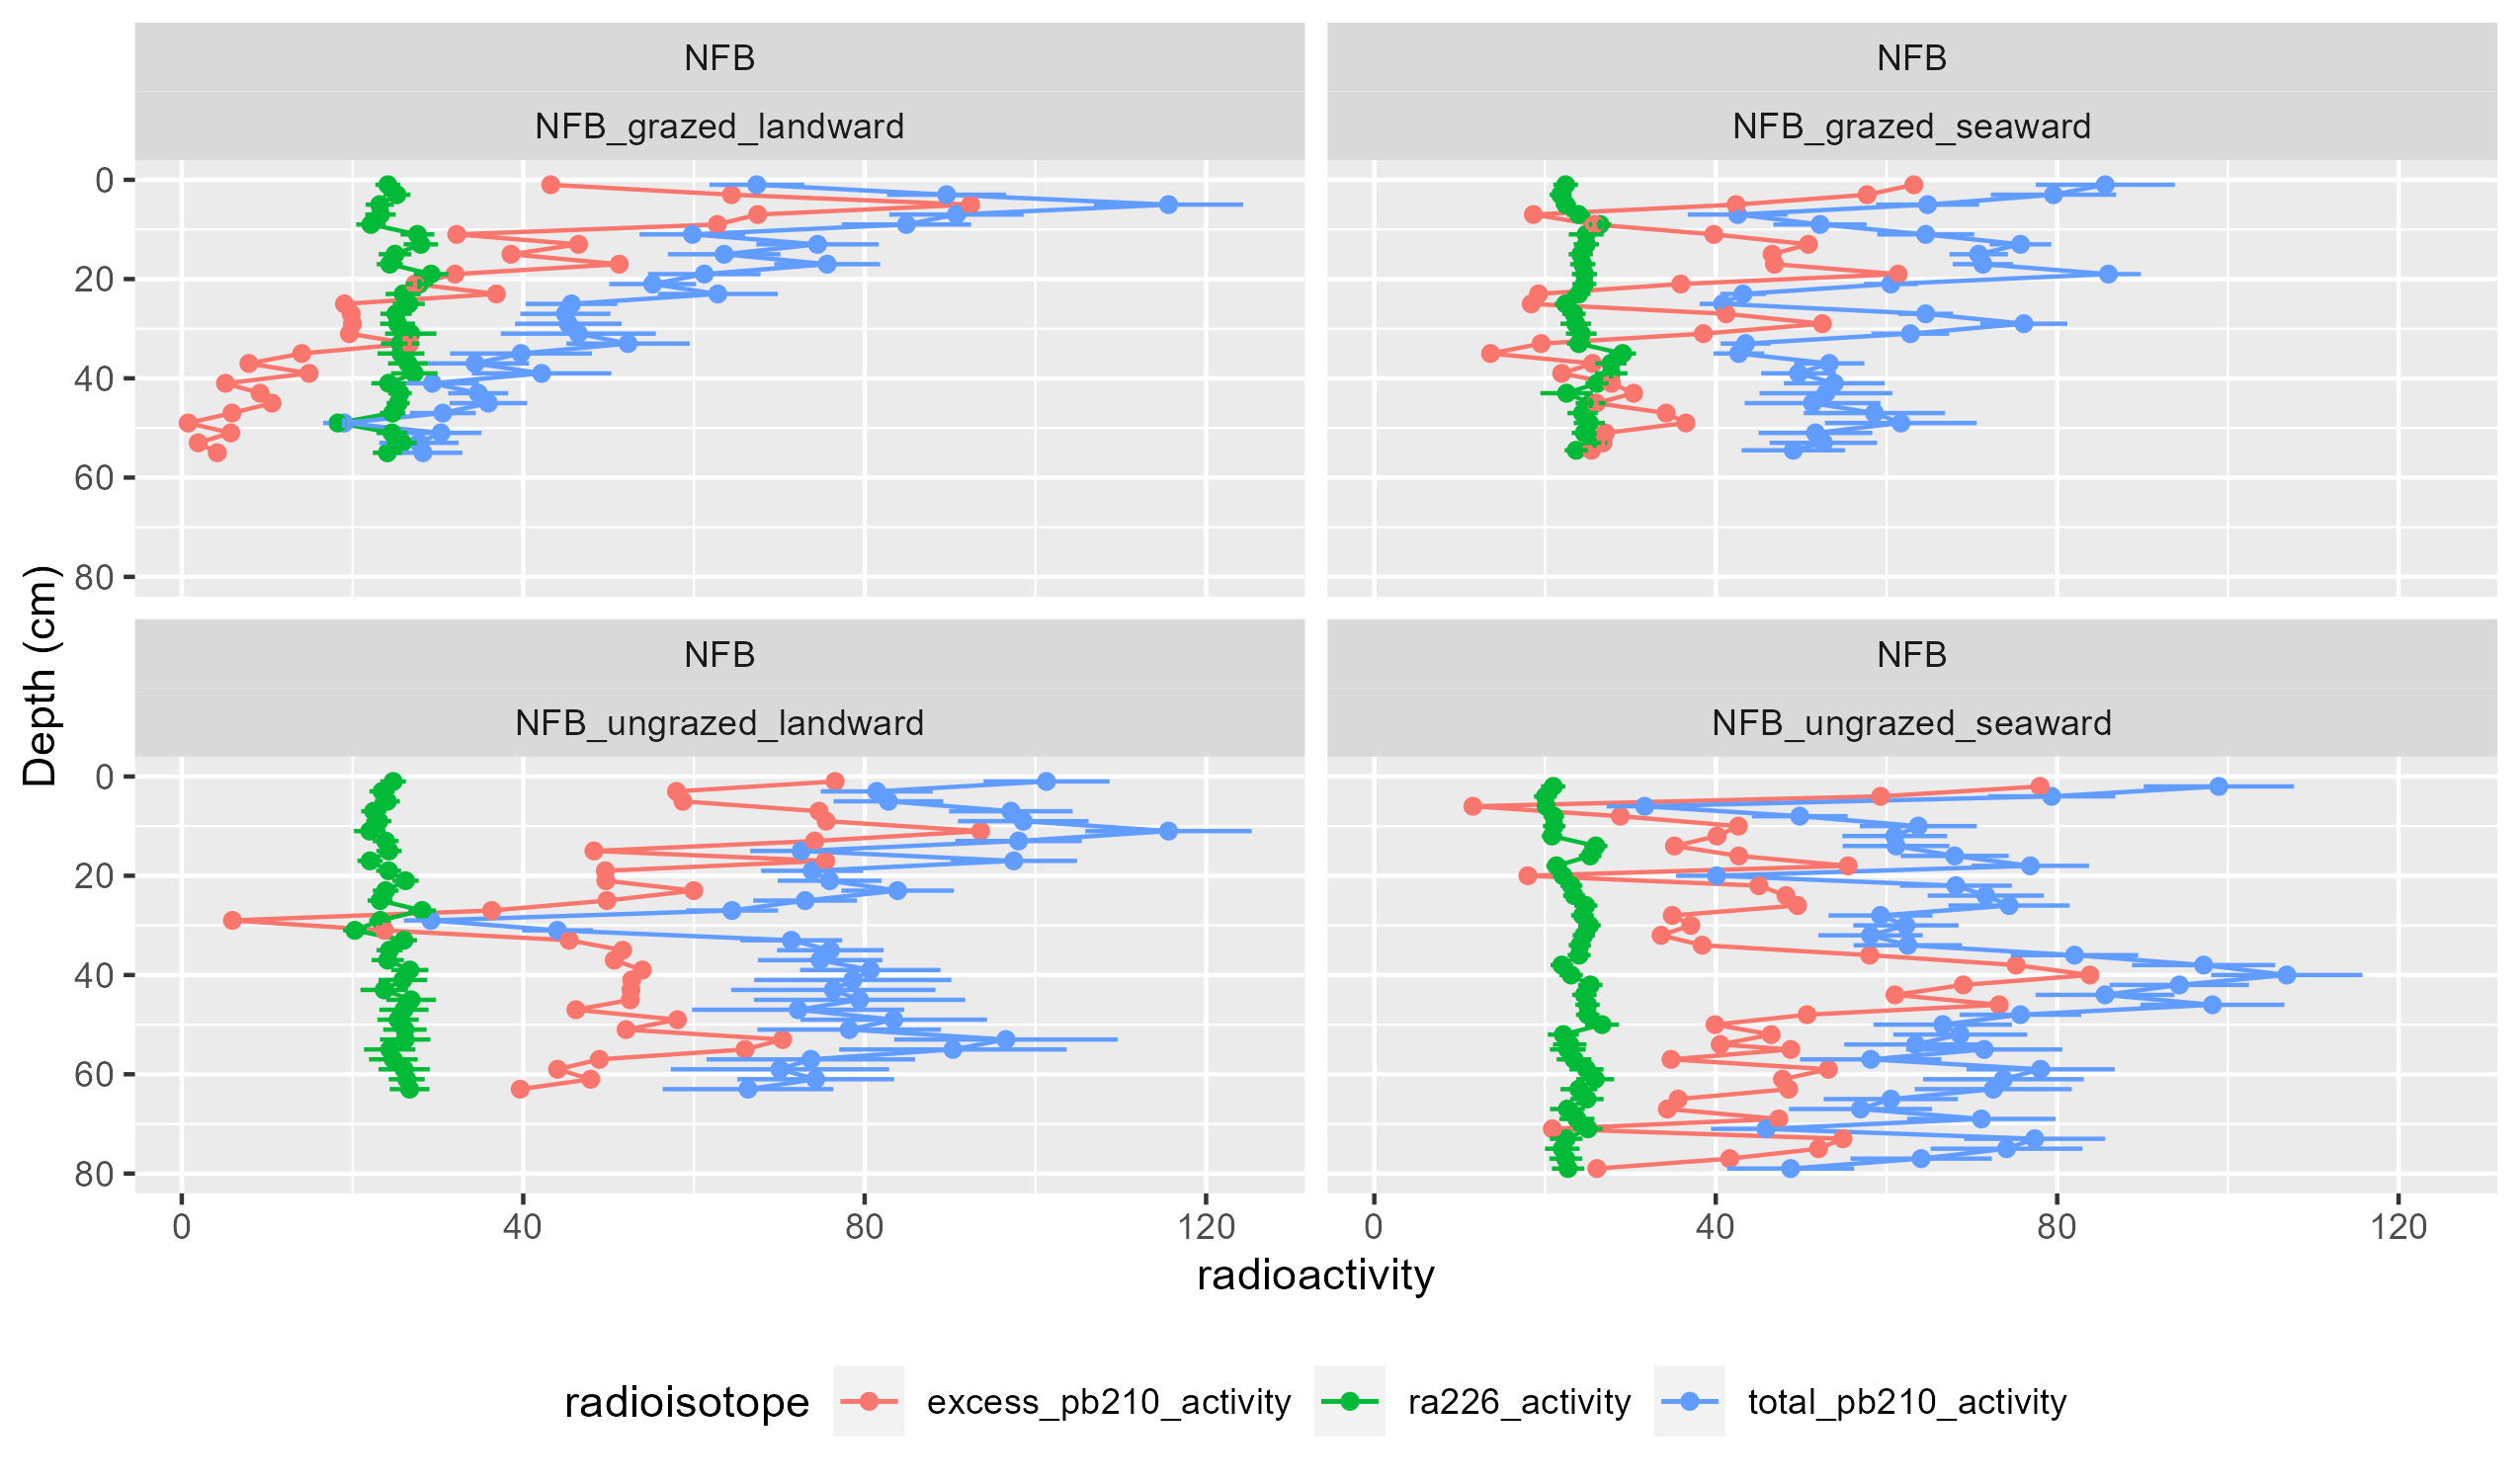 NFB
NFB
NFB_grazed_landward
NFB_grazed_seaward
0
20
40
60
80
NFB
NFB
NFB_ungrazed_landward
NFB_ungrazed_seaward
0
20
40
60
80
Depth (cm)
0 40 80 120
0 40 80 120
radioactivity
radioisotope excess_pb210_activity ra226_activity total_pb210_activity